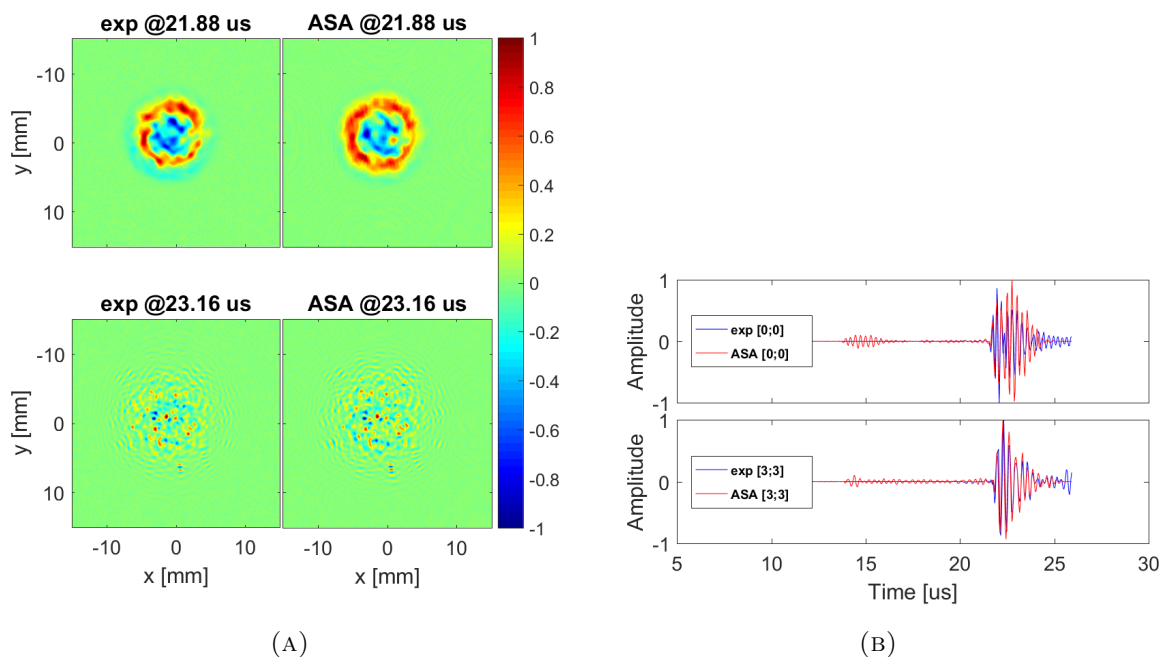 exp @21.88 us
ASA @21.88 us
y [mm]
-10
0
10
exp @23.16 us
ASA @23.16 us
y [mm]
-10
0
10
-10 0 10
-10 0 10
x [mm]
x [mm]
1
0.8
0.6
0.4
0.2
0
-0.2
-0.4
-0.6
-0.8
-1
(A)
Amplitude
1
0
-1
exp [0;0]
ASA [0;0]
Amplitude
1
0
-1
exp [3;3]
ASA [3;3]
5 10 15 20 25 30
Time [us]
(B)